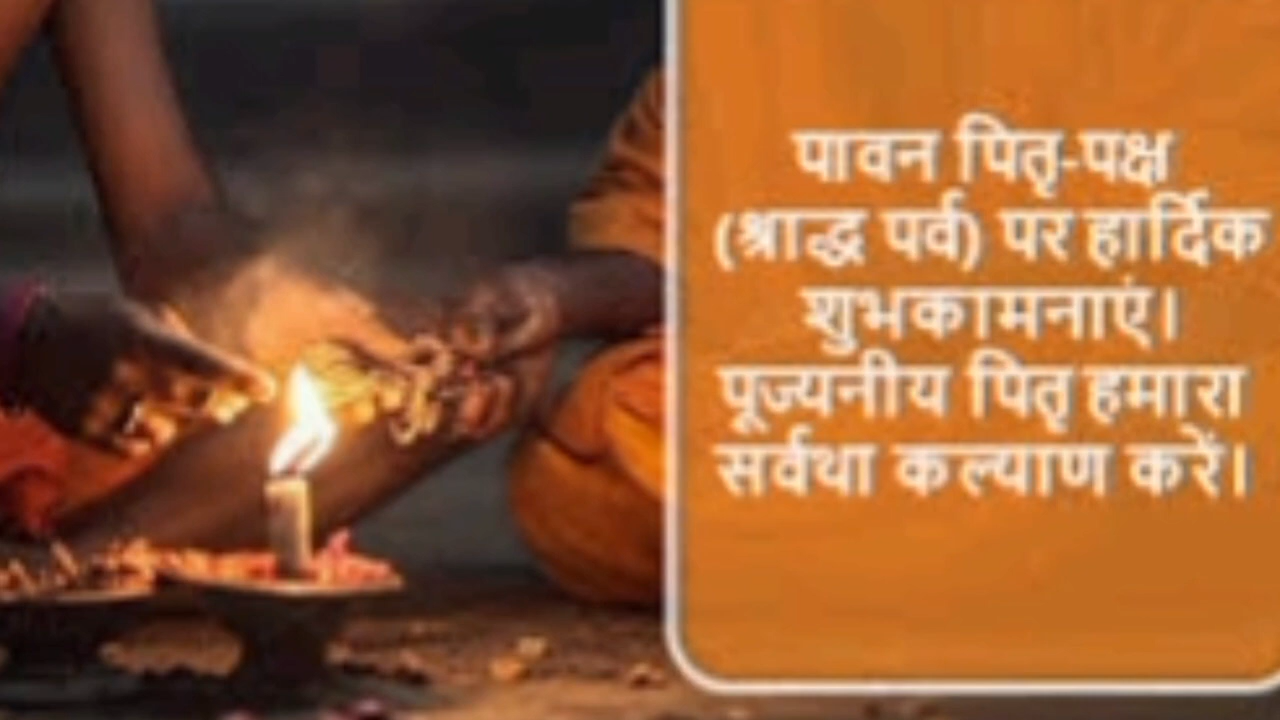 पावन पितृ-पक्ष
(श्राद्ध पर्व) पर हार्दिक
शुभकामनाएं।
पूज्यनीय पितृ हमारा
सर्वथा कल्याण करें।